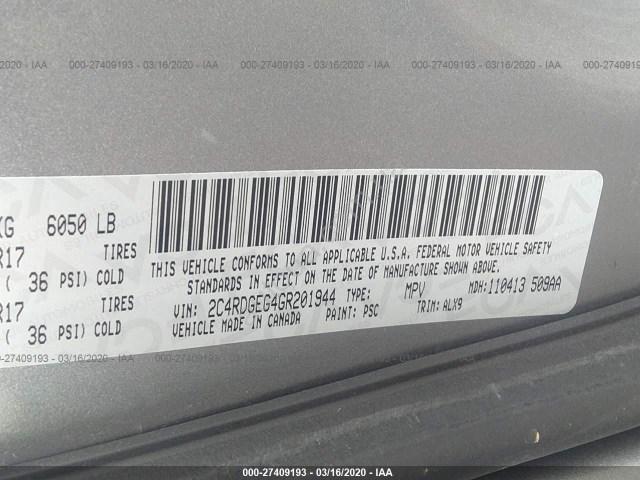 000-27409193 - 03/16/2020 - IAA
KG 6050 LB
R17 TIRES
( 36 PSI) COLD
R17 TIRES
( 36 PSI) COLD
THIS VEHICLE CONFORMS TO ALL APPLICABLE U.S.A. FEDERAL MOTOR VEHICLE SAFETY
STANDARDS IN EFFECT ON THE DATE OF MANUFACTURE SHOWN ABOVE.
VIN: 2C4RDGEG4GR201944 TYPE: MPV MDH: 110413 509AA
VEHICLE MADE IN CANADA PAINT: PSC TRIM: ALX9
000-27409193 - 03/16/2020 - IAA
000-27409193 - 03/16/2020 - IAA